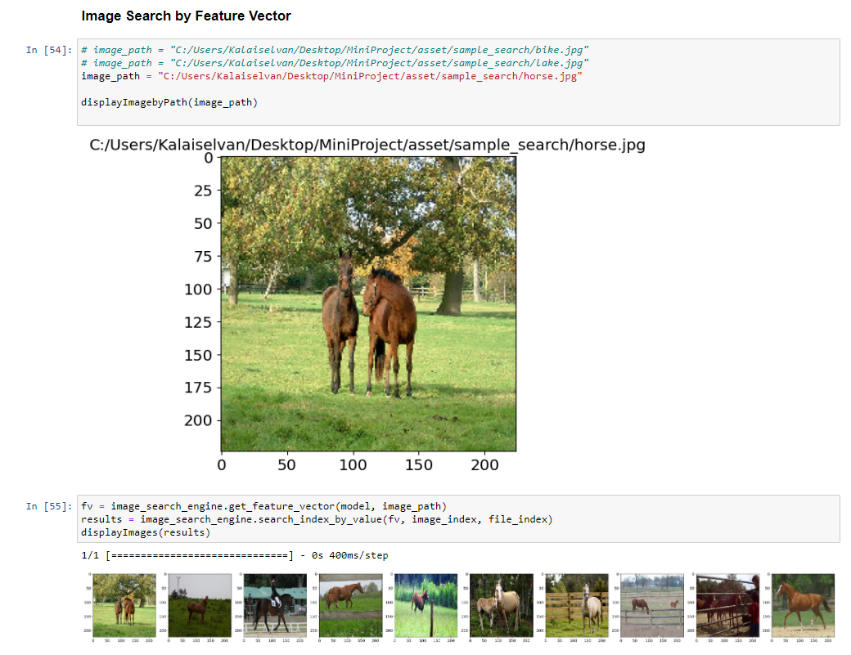 Image Search by Feature Vector
In [54]:
# image_path = "C:/Users/Kalaiselvan/Desktop/MiniProject/asset/sample_search/bike.jpg"
# image_path = "C:/Users/Kalaiselvan/Desktop/MiniProject/asset/sample_search/lake.jpg"
image_path = "C:/Users/Kalaiselvan/Desktop/MiniProject/asset/sample_search/horse.jpg"
displayImagebyPath(image_path)
C:/Users/Kalaiselvan/Desktop/MiniProject/asset/sample_search/horse.jpg
0
25
50
75
100
125
150
175
200
0 50 100 150 200
In [55]:
fv = image_search_engine.get_feature_vector(model, image_path)
results = image_search_engine.search_index_by_value(fv, image_index, file_index)
displayImages(results)
1/1 [==============================] - 0s 400ms/step